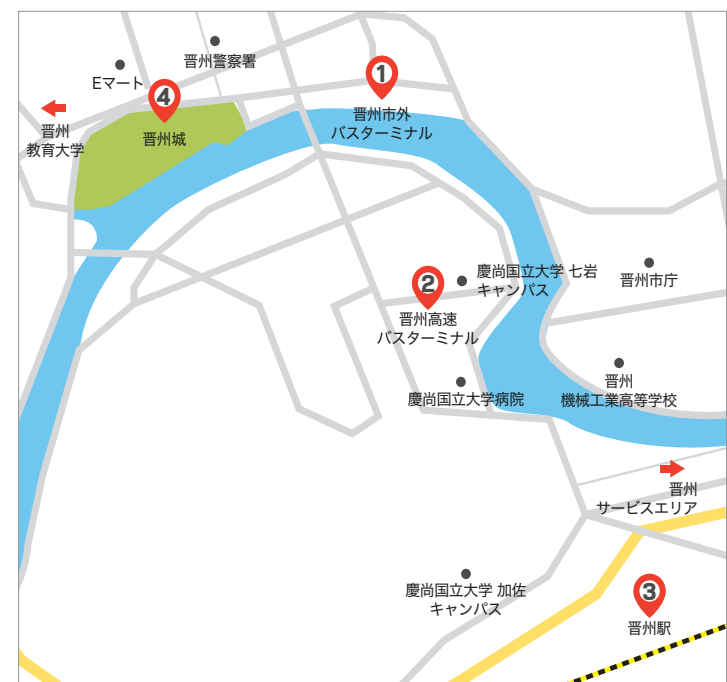 晋州警察署
Eマート
1
4
晋州市外
バスターミナル
晋州
教育大学
晋州城
慶尚国立大学 七岩
キャンパス
晋州市庁
2
晋州高速
バスターミナル
晋州
機械工業高等学校
慶尚国立大学病院
晋州
サービスエリア
慶尚国立大学 加佐
キャンパス
3
晋州駅